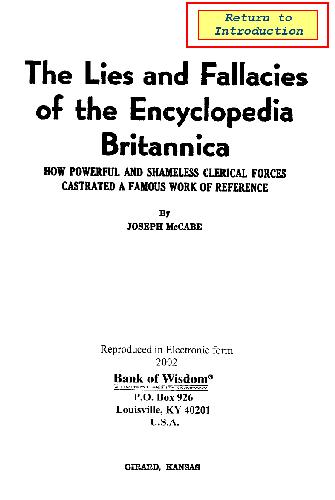 Return to
Introduction
The Lies and Fallacies
of the Encyclopedia
Britannica
HOW POWERFUL AND SHAMELESS CLERICAL FORCES
CASTRATED A FAMOUS WORK OF REFERENCE
By
JOSEPH McCABE
Reproduced in Electronic form
2002
Bank of Wisdom®
P.O. Box 926
Louisville, KY 40201
U.S.A.
GIRARD, KANSAS